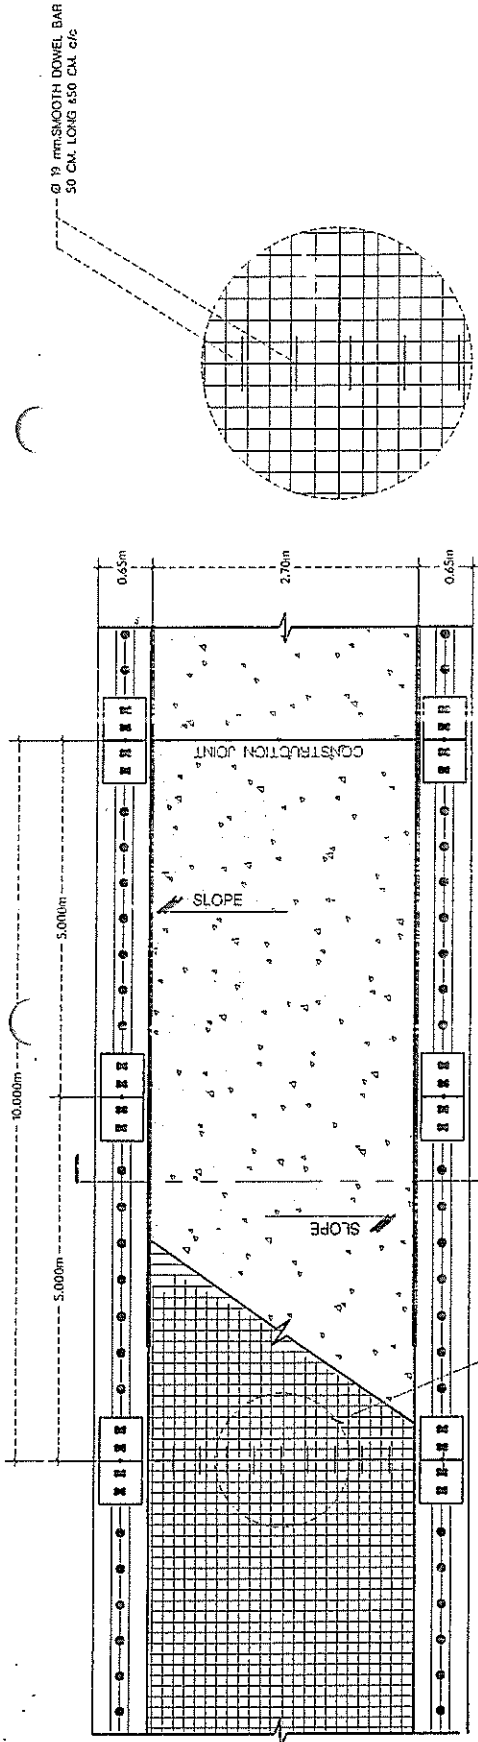 Ø 19 mm.SMOOTH DOWEL BAR
50 CM. LONG &50 CM. c/c
0.65m
2.70m
0.65m
10.000m
5.000m
5.000m
CONSTRUCTION JOINT
SLOPE
SLOPE